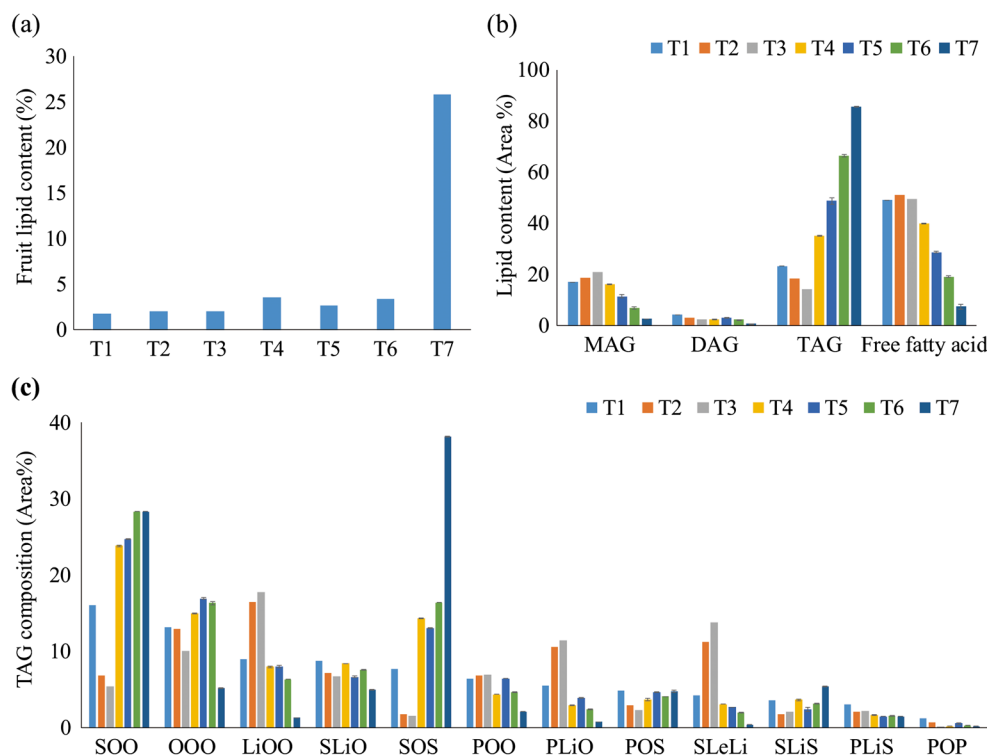 (a)
30
25
20
15
10
5
0
Fruit lipid content (%)
T1 T2 T3 T4 T5 T6 T7
(b)
T1 T2 T3 T4 T5 T6 T7
100
80
60
40
20
0
Lipid content (Area %)
MAG DAG TAG Free fatty acid
(c)
T1 T2 T3 T4 T5 T6 T7
40
30
20
10
0
TAG composition (Area%)
SOO OOO LiOO SLiO SOS POO PLiO POS SLeLi SLiS PLiS POP